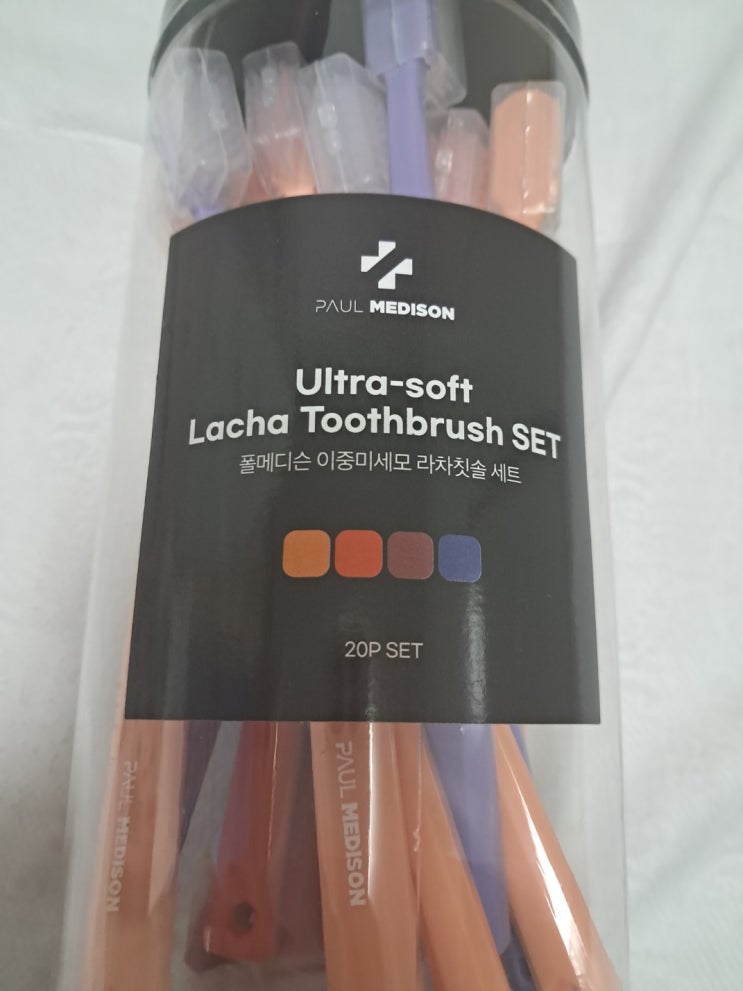 PAUL MEDISON
Ultra-soft
Lacha Toothbrush SET
폴메디슨 이중미세모 라차칫솔 세트
20P SET
PAUL MEDISON
PAUL MEDISON